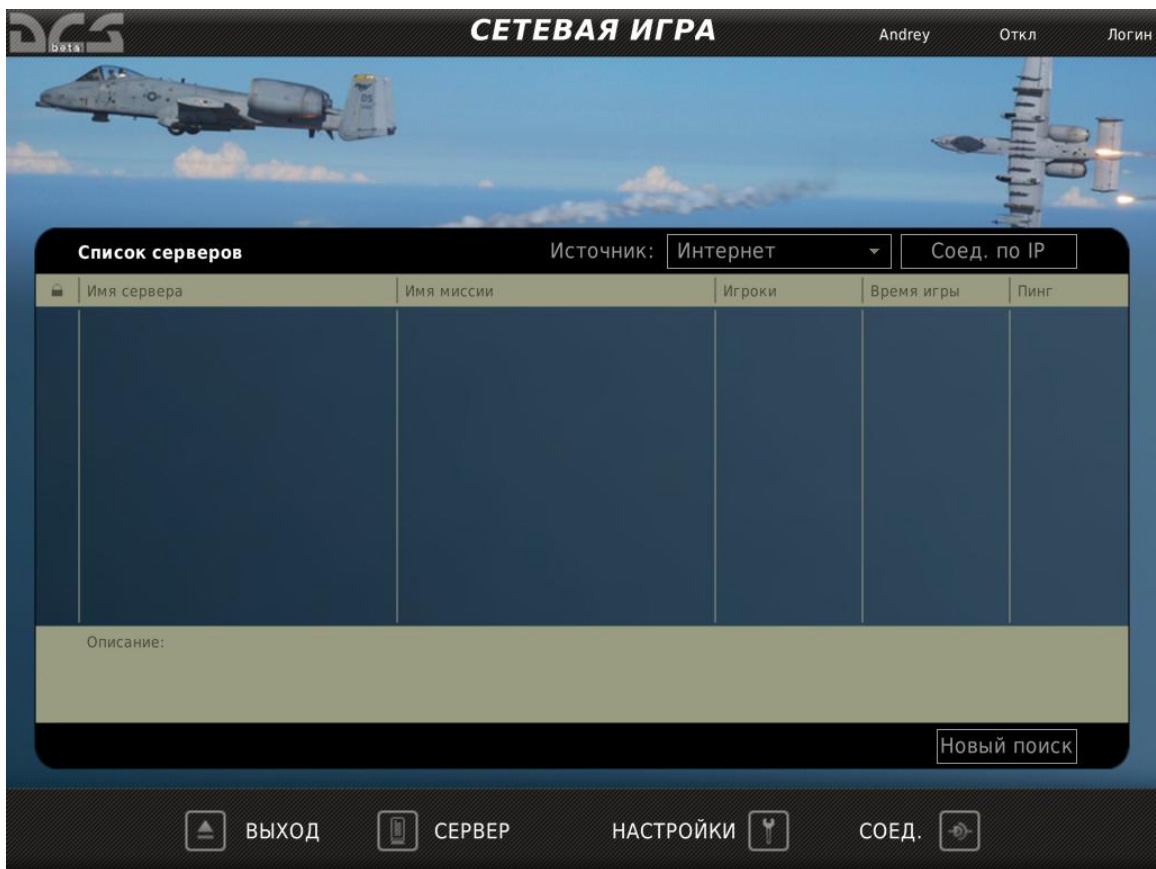 DCS beta
СЕТЕВАЯ ИГРА Andrey Откл Логин
Список серверов Источник: Интернет Соед. по IP
Имя сервера Имя миссии Игроки Время игры Пинг
Описание:
Новый поиск
ВЫХОД СЕРВЕР НАСТРОЙКИ СОЕД.